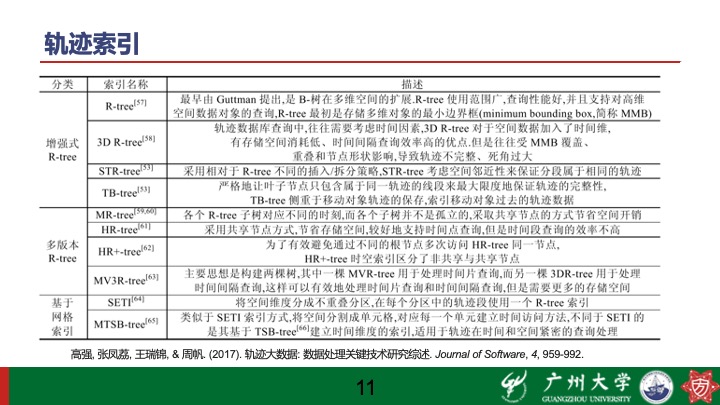 轨迹索引
分类 索引名称 描述
增强式 R-tree
R-tree[57] 最早由 Guttman 提出,是 B-树在多维空间的扩展.R-tree 使用范围广,查询性能好,并且支持对高维
空间数据对象的查询,R-tree 最初是存储多维对象的最小边界框(minimum bounding box,简称 MMB)
3D R-tree[58] 轨迹数据库查询中,往往需要考虑时间因素,3D R-tree 对于空间数据加入了时间维,
有存储空间消耗低、时间间隔查询效率高的优点.但是往往受 MMB 覆盖、
重叠和节点形状影响,导致轨迹不完整、死角过大
STR-tree[53] 采用相对于 R-tree 不同的插入/拆分策略,STR-tree 考虑空间邻近性来保证分段属于相同的轨迹
TB-tree[53] 严格地让叶子节点只包含属于同一轨迹的线段来最大限度地保证轨迹的完整性,
TB-tree 侧重于移动对象轨迹的保存,索引移动对象过去的轨迹数据
多版本 R-tree
MR-tree[59,60] 各个 R-tree 子树对应不同的时刻,而各个子树并不是孤立的,采取共享节点的方式节省空间开销
HR-tree[61] 采用共享节点方式,节省存储空间,较好地支持时间点查询,但是时间段查询的效率不高
HR+-tree[62] 为了有效避免通过不同的根节点多次访问 HR-tree 同一节点,
HR+-tree 时空索引区分了非共享与共享节点
MV3R-tree[63] 主要思想是构建两棵树,其中一棵 MVR-tree 用于处理时间片查询,而另一棵 3DR-tree 用于处理
时间间隔查询,这样可以有效地处理时间片查询和时间间隔查询,但是需要更多的存储空间
基于 网格 索引
SETI[64] 将空间维度分成不重叠分区,在每个分区中的轨迹段使用一个 R-tree 索引
MTSB-tree[65] 类似于 SETI 索引方式,将空间分割成单元格,对应每一个单元建立时间访问方法,不同于 SETI 的
是其基于 TSB-tree[66]建立时间维度的索引,适用于轨迹在时间和空间紧密的查询处理
高强, 张凤荔, 王瑞锦, & 周帆. (2017). 轨迹大数据: 数据处理关键技术研究综述. Journal of Software, 4, 959-992.
11
广州大学
GUANGZHOU UNIVERSITY